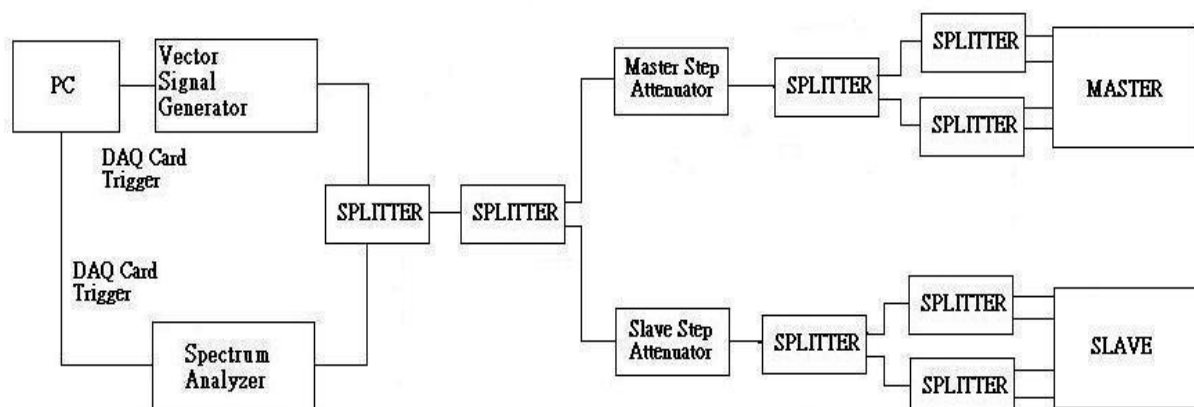 PC
Vector
Signal
Generator
DAQ Card
Trigger
DAQ Card
Trigger
Spectrum
Analyzer
SPLITTER
SPLITTER
Master Step
Attenuator
SPLITTER
SPLITTER
SPLITTER
MASTER
Slave Step
Attenuator
SPLITTER
SPLITTER
SPLITTER
SLAVE